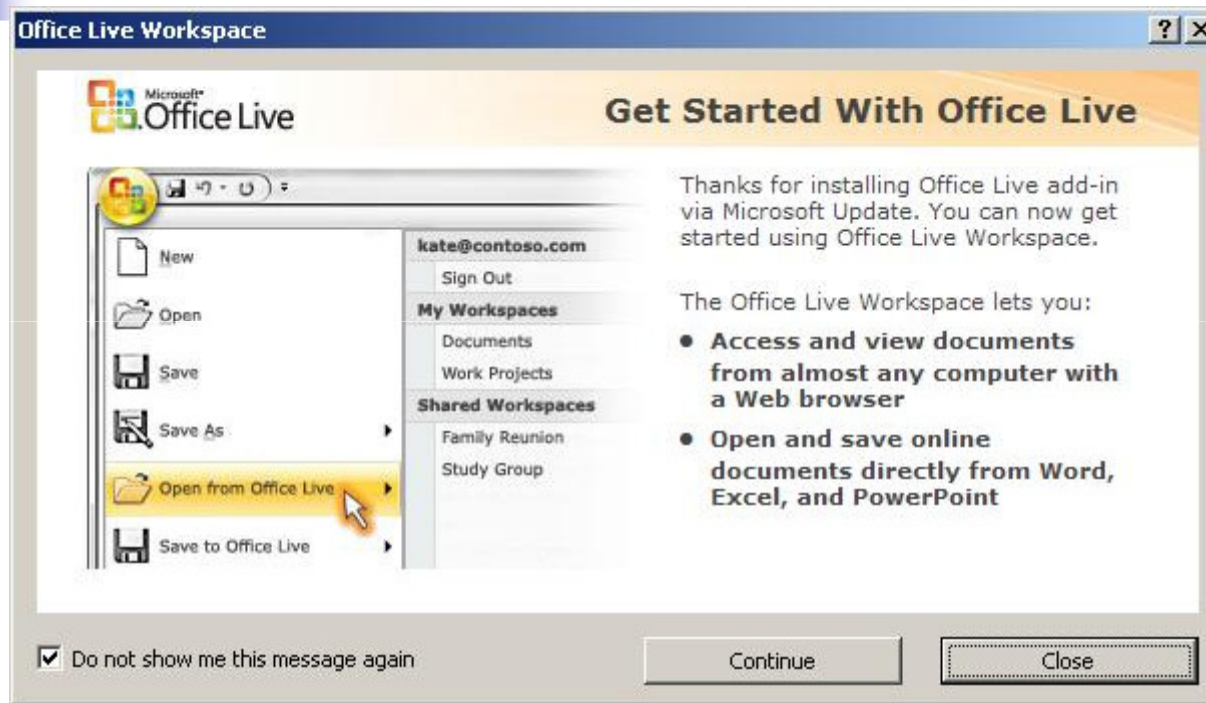 Office Live Workspace
Microsoft®
Office Live
Get Started With Office Live
New
Open
Save
Save As
Open from Office Live
Save to Office Live
kate@contoso.com
Sign Out
My Workspaces
Documents
Work Projects
Shared Workspaces
Family Reunion
Study Group
Thanks for installing Office Live add-in
via Microsoft Update. You can now get
started using Office Live Workspace.
The Office Live Workspace lets you:
• Access and view documents
from almost any computer with
a Web browser
• Open and save online
documents directly from Word,
Excel, and PowerPoint
Do not show me this message again
Continue
Close